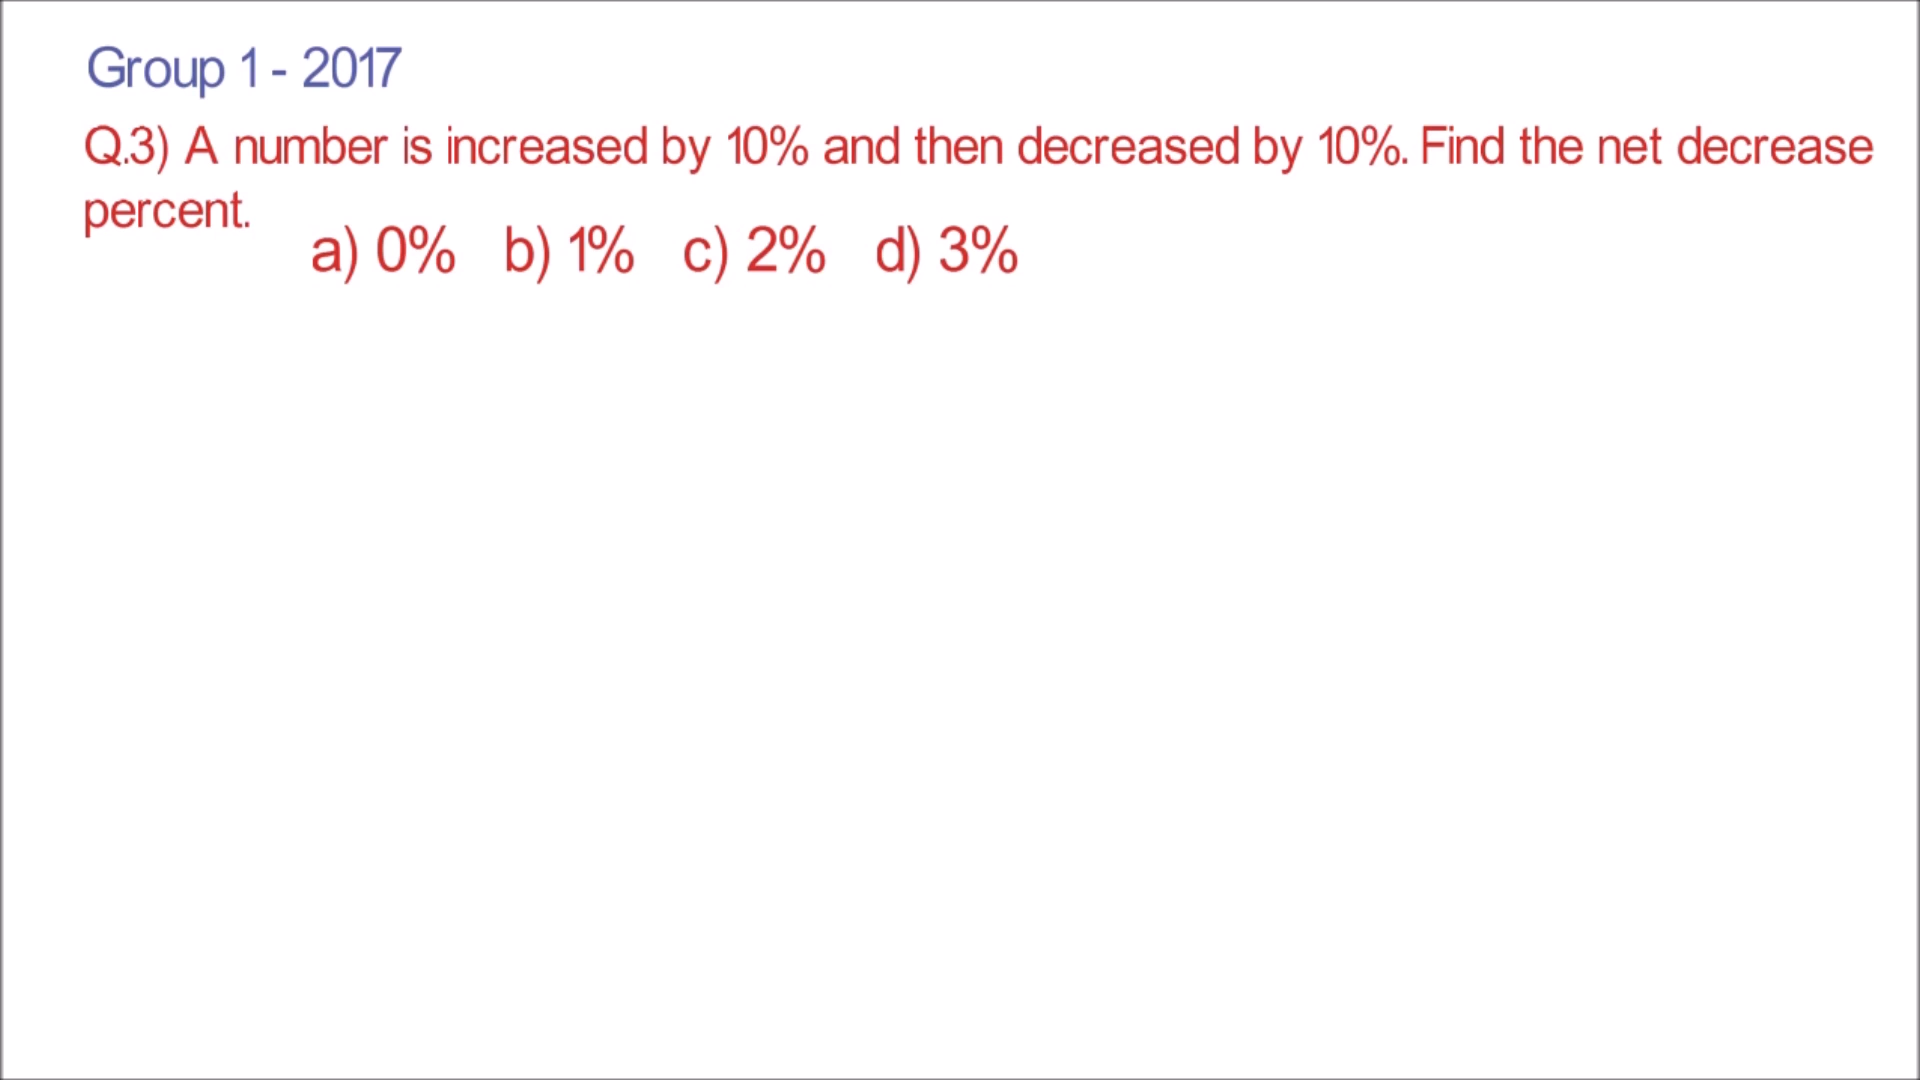 Group 1 - 2017
Q.3) A number is increased by 10% and then decreased by 10%. Find the net decrease
percent.
a) 0% b) 1% c) 2% d) 3%